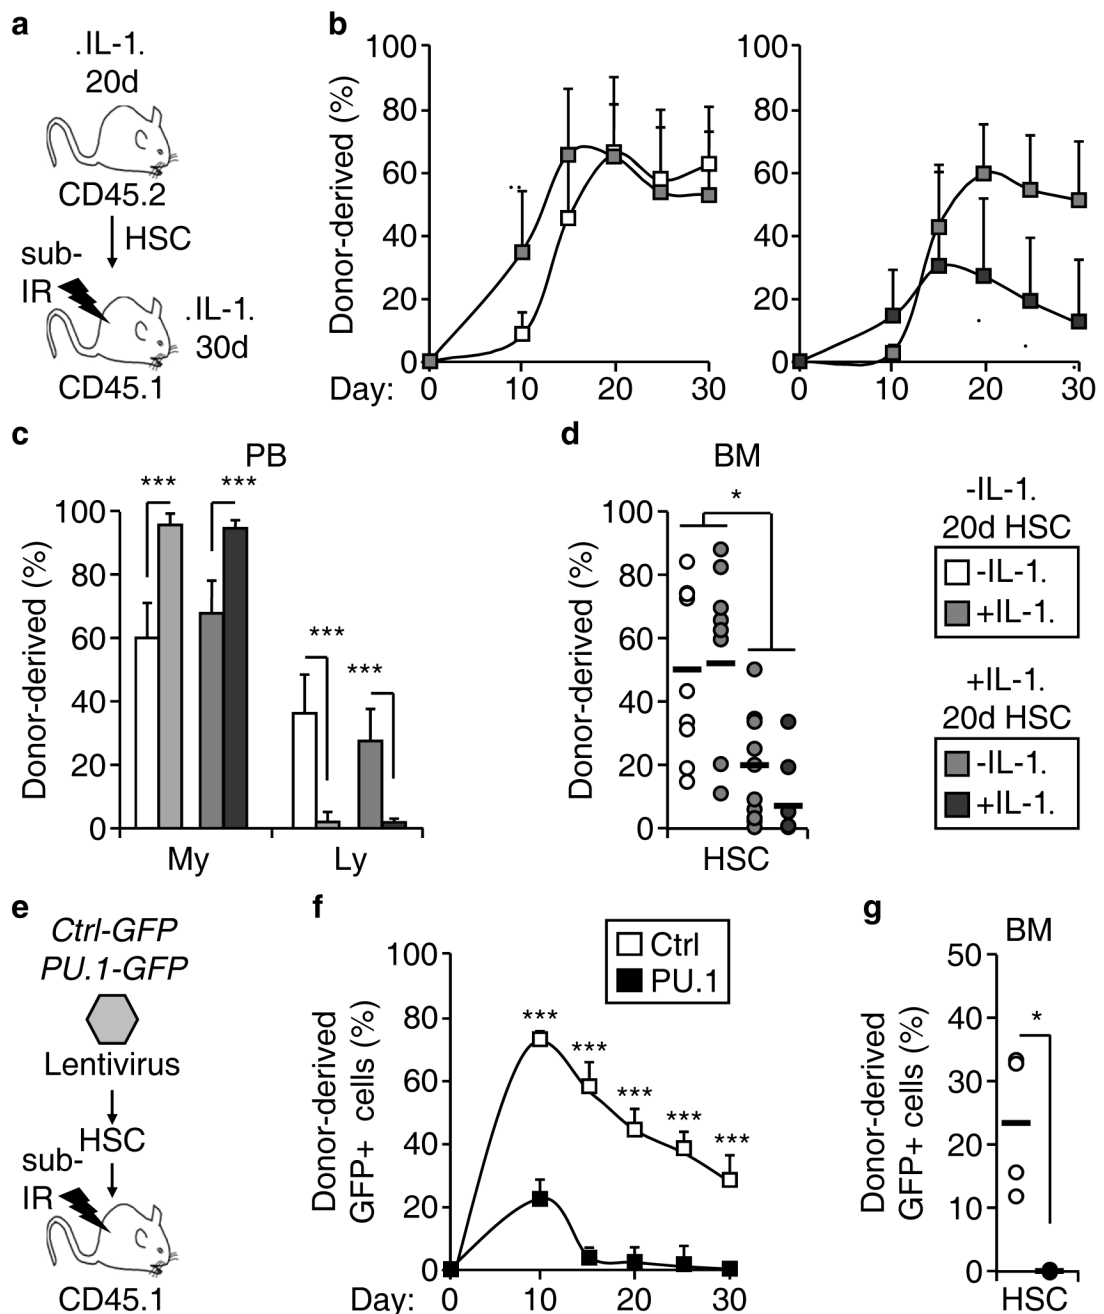 a
.IL-1.
20d
CD45.2
HSC
sub-
IR
.IL-1.
30d
CD45.1
b
Donor-derived (%)
100
80
60
40
20
0
Day: 0 10 20 30
100
80
60
40
20
0
0 10 20 30
c
PB
Donor-derived (%)
100
80
60
40
20
0
***
***
***
***
My Ly
d
BM
Donor-derived (%)
100
80
60
40
20
0
*
HSC
-IL-1.
20d HSC
-IL-1.
+IL-1.
+IL-1.
20d HSC
-IL-1.
+IL-1.
e
Ctrl-GFP
PU.1-GFP
Lentivirus
HSC
sub-
IR
CD45.1
f
Donor-derived
GFP+ cells (%)
100
80
60
40
20
0
Ctrl
PU.1
***
***
***
***
***
Day: 0 10 20 30
g
BM
Donor-derived
GFP+ cells (%)
50
40
30
20
10
0
*
HSC